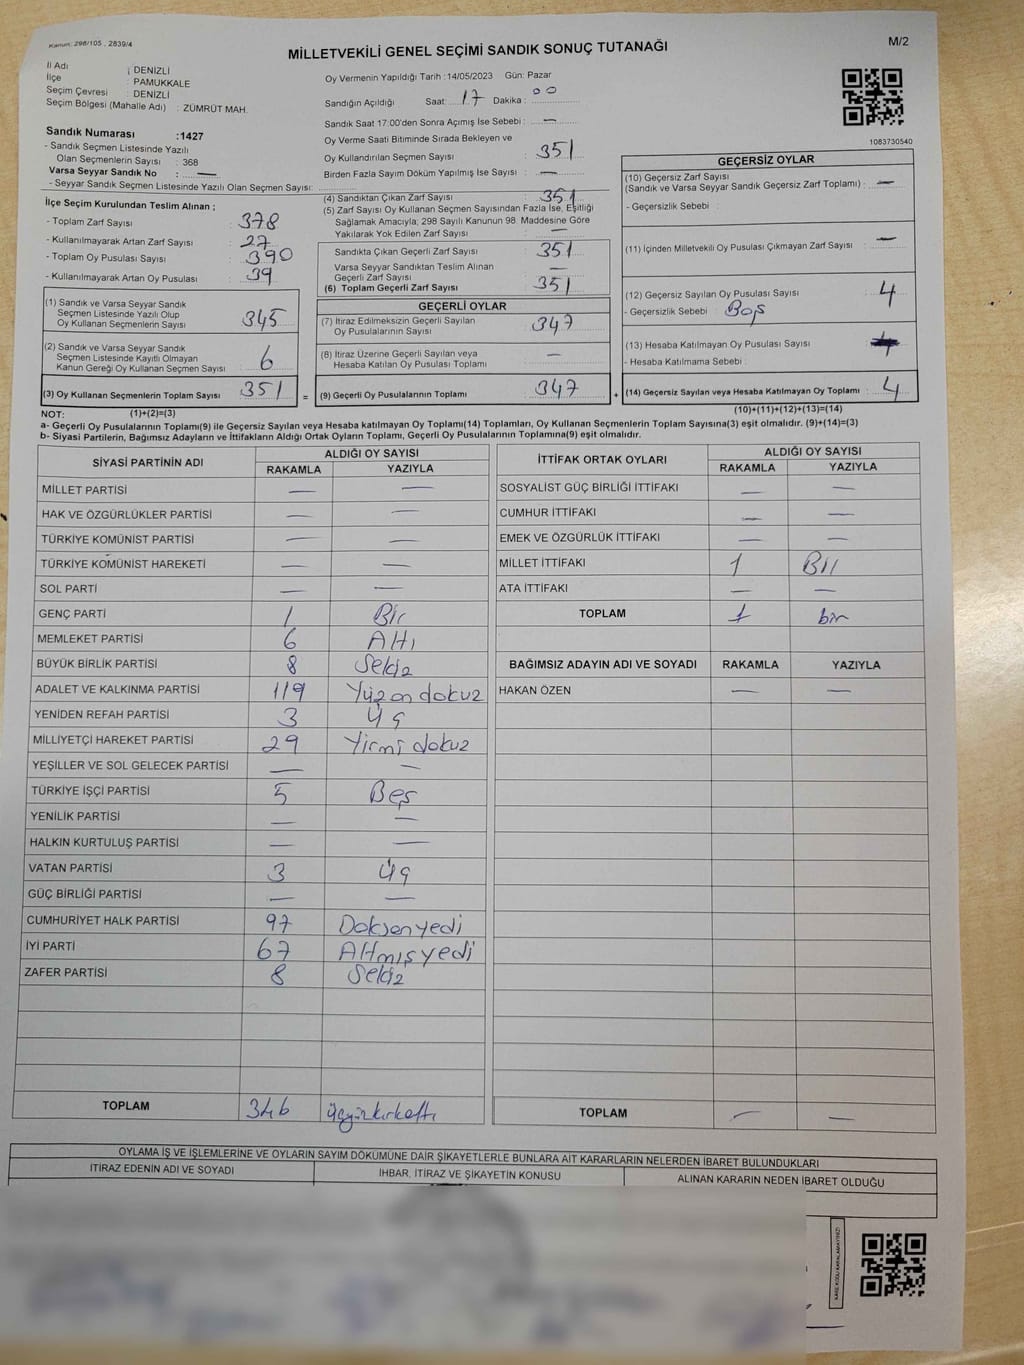 Kanun: 298/105 , 2839/4
M/2
MİLLETVEKİLİ GENEL SEÇİMİ SANDIK SONUÇ TUTANAĞI
İl Adı : DENİZLİ
İlçe : PAMUKKALE
Seçim Çevresi : DENİZLİ
Seçim Bölgesi (Mahalle Adı) : ZÜMRÜT MAH.
Sandık Numarası :1427
- Sandık Seçmen Listesinde Yazılı
Olan Seçmenlerin Sayısı : 368
Varsa Seyyar Sandık No : —
- Seyyar Sandık Seçmen Listesinde Yazılı Olan Seçmen Sayısı:
Oy Vermenin Yapıldığı Tarih :14/05/2023 Gün: Pazar
Sandığın Açıldığı Saat: 17 Dakika : 00
Sandık Saat 17:00'den Sonra Açımış İse Sebebi : —
Oy Verme Saati Bitiminde Sırada Bekleyen ve
Oy Kullandırılan Seçmen Sayısı : 351
Birden Fazla Sayım Döküm Yapılmış İse Sayısı : —
1083730540
İlçe Seçim Kurulundan Teslim Alınan ;
- Toplam Zarf Sayısı : 378
- Kullanılmayarak Artan Zarf Sayısı : 27
- Toplam Oy Pusulası Sayısı : 390
- Kullanılmayarak Artan Oy Pusulası : 39
(1) Sandık ve Varsa Seyyar Sandık
Seçmen Listesinde Yazılı Olup
Oy Kullanan Seçmenlerin Sayısı : 345
(2) Sandık ve Varsa Seyyar Sandık
Seçmen Listesinde Kayıtlı Olmayan
Kanun Gereği Oy Kullanan Seçmen Sayısı : 6
(3) Oy Kullanan Seçmenlerin Toplam Sayısı : 351
=
(4) Sandıktan Çıkan Zarf Sayısı : 351
(5) Zarf Sayısı Oy Kullanan Seçmen Sayısından Fazla İse, Eşitliği
Sağlamak Amacıyla; 298 Sayılı Kanunun 98. Maddesine Göre
Yakılarak Yok Edilen Zarf Sayısı : —
Sandıkta Çıkan Geçerli Zarf Sayısı : 351
Varsa Seyyar Sandıktan Teslim Alınan
Geçerli Zarf Sayısı : —
(6) Toplam Geçerli Zarf Sayısı : 351
GEÇERLİ OYLAR
(7) İtiraz Edilmeksizin Geçerli Sayılan
Oy Pusulalarının Sayısı : 347
(8) İtiraz Üzerine Geçerli Sayılan veya
Hesaba Katılan Oy Pusulası Toplamı : —
(9) Geçerli Oy Pusulalarının Toplamı : 347
+
GEÇERSİZ OYLAR
(10) Geçersiz Zarf Sayısı
(Sandık ve Varsa Seyyar Sandık Geçersiz Zarf Toplamı) : —
- Geçersizlik Sebebi :
(11) İçinden Milletvekili Oy Pusulası Çıkmayan Zarf Sayısı : —
(12) Geçersiz Sayılan Oy Pusulası Sayısı : 4
- Geçersizlik Sebebi : Boş
(13) Hesaba Katılmayan Oy Pusulası Sayısı :
- Hesaba Katılmama Sebebi :
(14) Geçersiz Sayılan veya Hesaba Katılmayan Oy Toplamı : 4
NOT: (1)+(2)=(3) (10)+(11)+(12)+(13)=(14)
a- Geçerli Oy Pusulalarının Toplamı(9) ile Geçersiz Sayılan veya Hesaba Katılmayan Oy Toplamı(14) Toplamları, Oy Kullanan Seçmenlerin Toplam Sayısına(3) eşit olmalıdır. (9)+(14)=(3)
b- Siyasi Partilerin, Bağımsız Adayların ve İttifakların Aldığı Ortak Oyların Toplamı, Geçerli Oy Pusulalarının Toplamına(9) eşit olmalıdır.
SİYASİ PARTİNİN ADI ALDIĞI OY SAYISI
RAKAMLA YAZIYLA
MİLLET PARTİSİ — —
HAK VE ÖZGÜRLÜKLER PARTİSİ — —
TÜRKİYE KOMÜNİST PARTİSİ — —
TÜRKİYE KOMÜNİST HAREKETİ — —
SOL PARTİ — —
GENÇ PARTİ 1 Bir
MEMLEKET PARTİSİ 6 Altı
BÜYÜK BİRLİK PARTİSİ 8 Sekiz
ADALET VE KALKINMA PARTİSİ 119 Yüzondokuz
YENİDEN REFAH PARTİSİ 3 Üç
MİLLİYETÇİ HAREKET PARTİSİ 29 Yirmi dokuz
YEŞİLLER VE SOL GELECEK PARTİSİ — —
TÜRKİYE İŞÇİ PARTİSİ 5 Beş
YENİLİK PARTİSİ — —
HALKIN KURTULUŞ PARTİSİ — —
VATAN PARTİSİ 3 Üç
GÜÇ BİRLİĞİ PARTİSİ — —
CUMHURİYET HALK PARTİSİ 97 Doksanyedi
İYİ PARTİ 67 Altmışyedi
ZAFER PARTİSİ 8 Sekiz
TOPLAM 346 üçyüzkırkaltı
İTTİFAK ORTAK OYLARI ALDIĞI OY SAYISI
RAKAMLA YAZIYLA
SOSYALİST GÜÇ BİRLİĞİ İTTİFAKI — —
CUMHUR İTTİFAKI — —
EMEK VE ÖZGÜRLÜK İTTİFAKI — —
MİLLET İTTİFAKI 1 Bir
ATA İTTİFAKI — —
TOPLAM 1 bir
BAĞIMSIZ ADAYIN ADI VE SOYADI RAKAMLA YAZIYLA
HAKAN ÖZEN — —
TOPLAM — —
OYLAMA İŞ VE İŞLEMLERİNE VE OYLARIN SAYIM DÖKÜMÜNE DAİR ŞİKAYETLERLE BUNLARA AİT KARARLARIN NELERDEN İBARET BULUNDUKLARI
İTİRAZ EDENİN ADI VE SOYADI İHBAR, İTİRAZ VE ŞİKAYETİN KONUSU ALINAN KARARIN NEDEN İBARET OLDUĞU